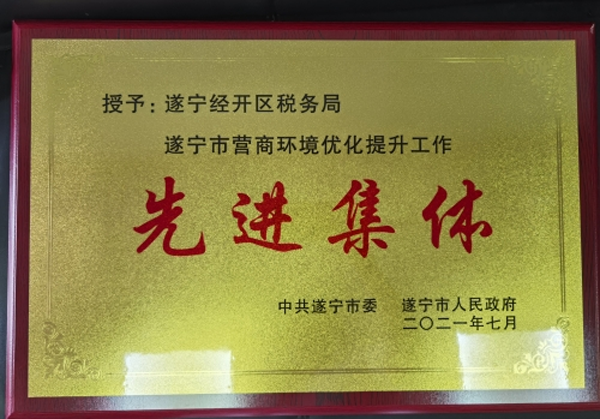 授予：遂宁经开区税务局
遂宁市营商环境优化提升工作
先进集体
中共遂宁市委 遂宁市人民政府
二〇二一年七月